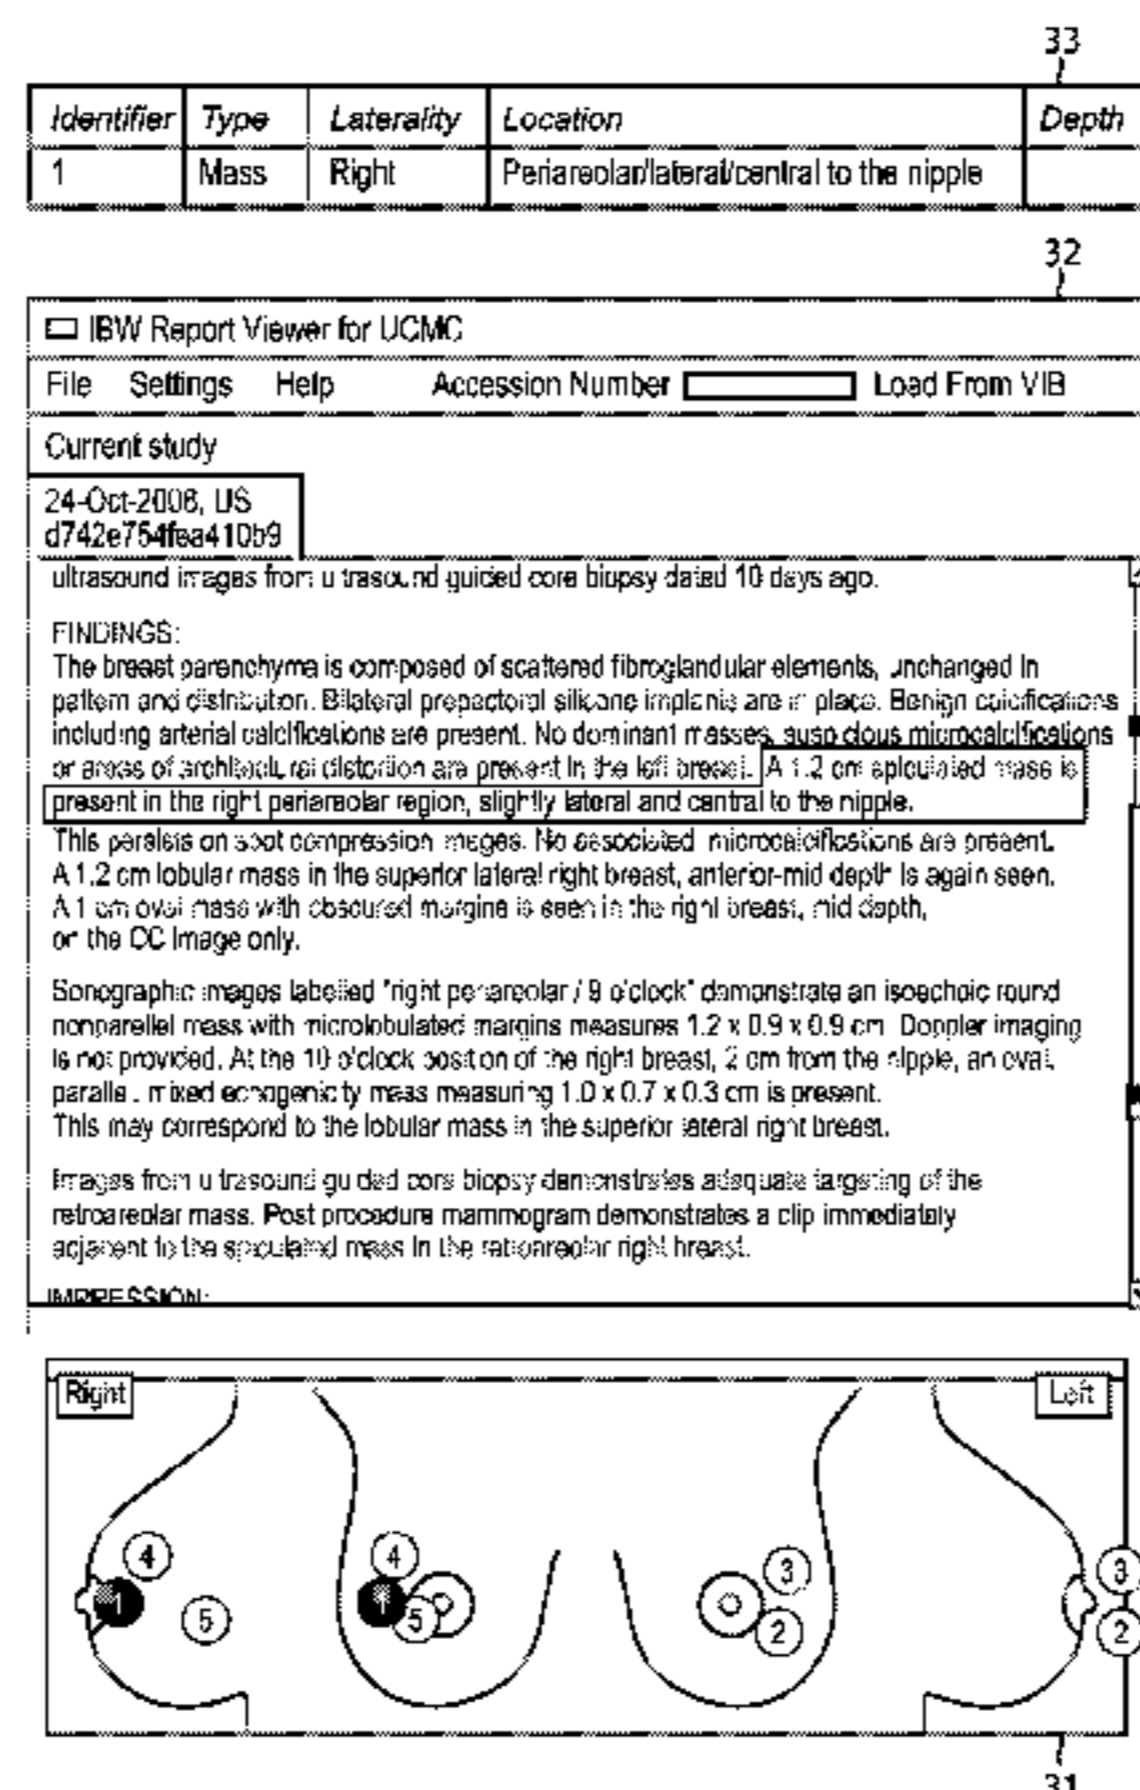 33
Identifier Type Laterality Location Depth
1 Mass Right Periareolar/lateral/central to the nipple
32
IBW Report Viewer for UCMC
File Settings Help Accession Number Load From VIB
Current study
24-Oct-2006, US
d742e754fea410b9
ultrasound images from ultrasound guided core biopsy dated 10 days ago.
FINDINGS:
The breast parenchyma is composed of scattered fibroglandular elements, unchanged in
pattern and distribution. Bilateral prepectoral silicone implants are in place. Benign calcifications
including arterial calcifications are present. No dominant masses, suspicious microcalcifications
or areas of architectural distortion are present in the left breast. A 1.2 cm spiculated mass is
present in the right periareolar region, slightly lateral and central to the nipple.
This persists on spot compression images. No associated microcalcifications are present.
A 1.2 cm lobular mass in the superior lateral right breast, anterior-mid depth is again seen.
A 1 cm oval mass with obscured margins is seen in the right breast, mid depth,
on the CC image only.
Sonographic images labelled "right periareolar / 9 o'clock" demonstrate an isoechoic round
nonparellel mass with microlobulated margins measures 1.2 x 0.9 x 0.9 cm Doppler imaging
is not provided. At the 10 o'clock position of the right breast, 2 cm from the nipple, an oval,
parallel, mixed echogenicity mass measuring 1.0 x 0.7 x 0.3 cm is present.
This may correspond to the lobular mass in the superior lateral right breast.
Images from ultrasound guided core biopsy demonstrates adequate targeting of the
retroareolar mass. Post procedure mammogram demonstrates a clip immediately
adjacent to the spiculated mass in the retroareolar right breast.
IMPRESSION:
Right Left
4 4 3 3
1 1
5 5 2 2
31